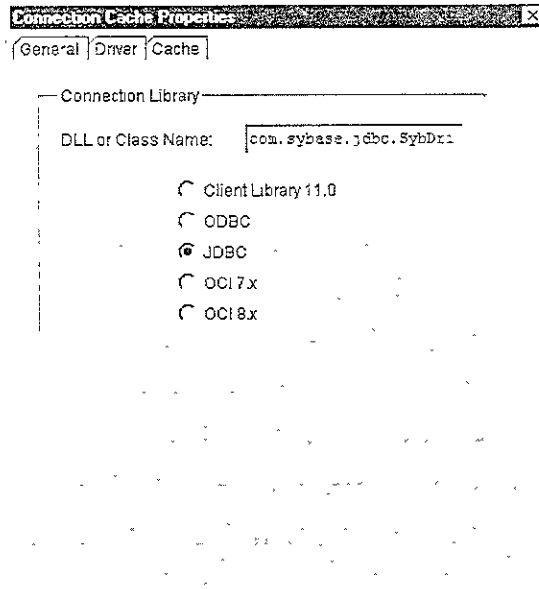 Connection Cache Properties
General Driver Cache
Connection Library
DLL or Class Name: com.sybase.jdbc.SybDri
Client Library 11.0
ODBC
JDBC
OCI 7.x
OCI 8.x